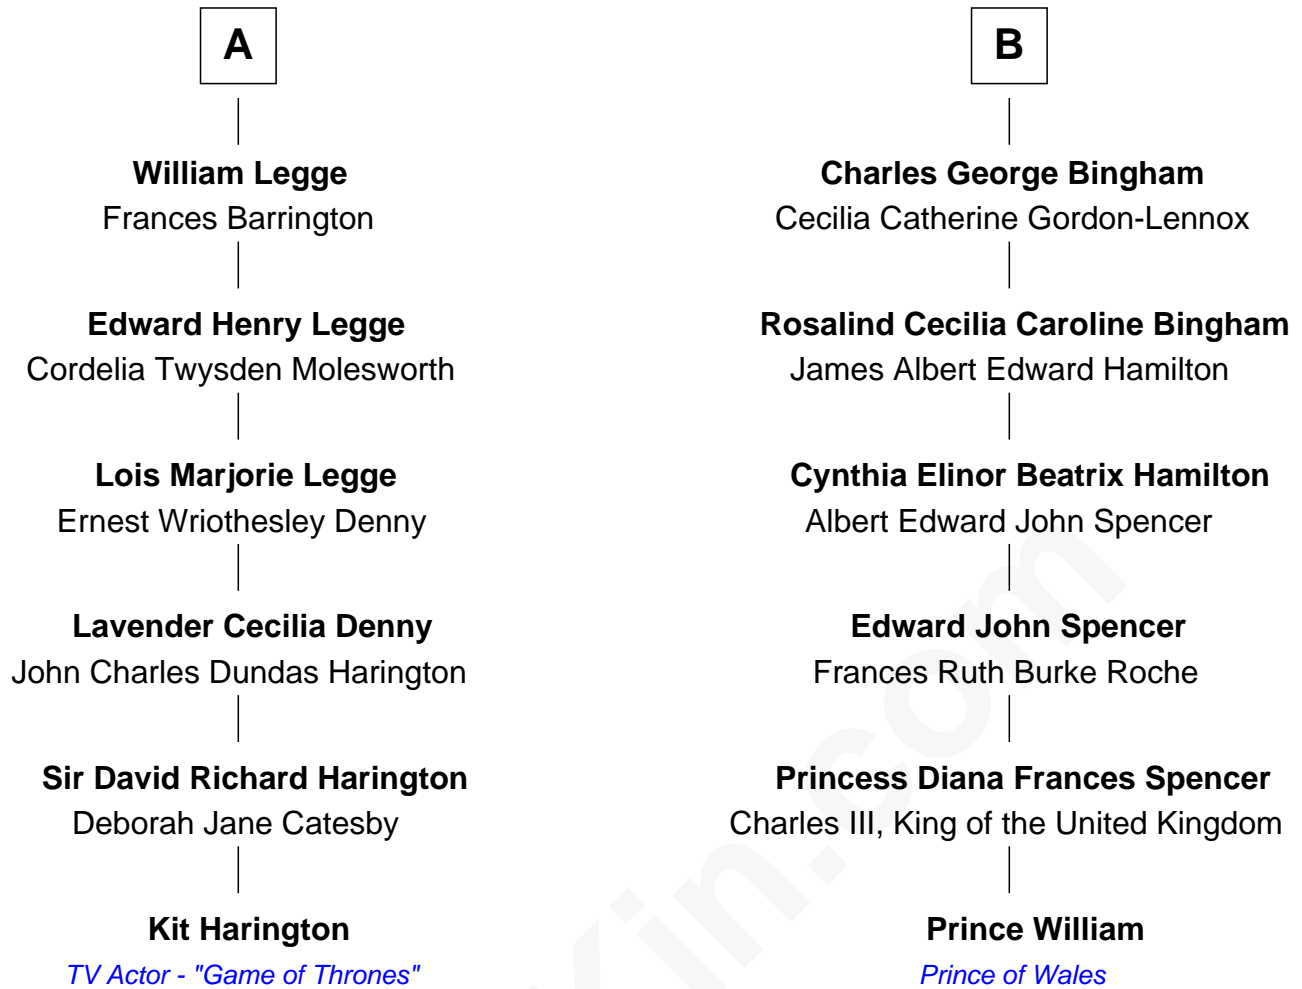 A
William Legge
Frances Barrington
Edward Henry Legge
Cordelia Twysden Molesworth
Lois Marjorie Legge
Ernest Wriothesley Denny
Lavender Cecilia Denny
John Charles Dundas Harington
Sir David Richard Harington
Deborah Jane Catesby
Kit Harington
TV Actor - "Game of Thrones"
B
Charles George Bingham
Cecilia Catherine Gordon-Lennox
Rosalind Cecilia Caroline Bingham
James Albert Edward Hamilton
Cynthia Elinor Beatrix Hamilton
Albert Edward John Spencer
Edward John Spencer
Frances Ruth Burke Roche
Princess Diana Frances Spencer
Charles III, King of the United Kingdom
Prince William
Prince of Wales
Kin.com